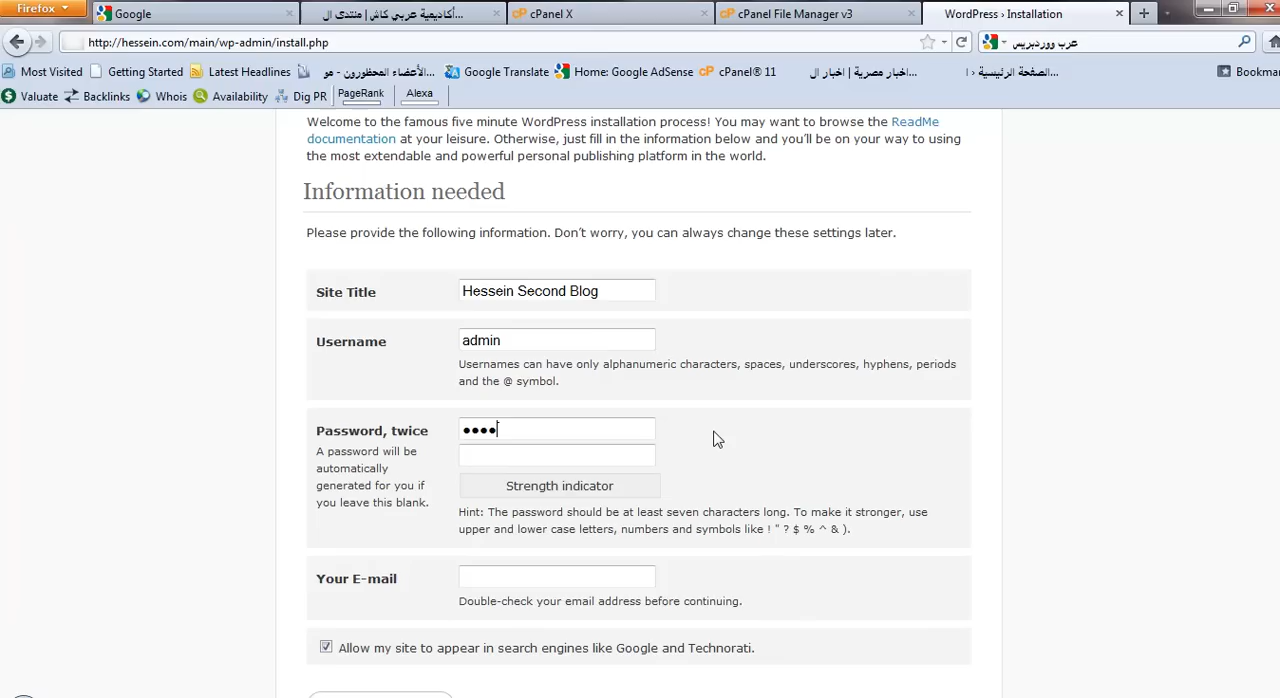 Firefox
Google
أكاديمية عربي كاش | منتدى ال...
cPanel X
cPanel File Manager v3
WordPress › Installation
http://hessein.com/main/wp-admin/install.php
عرب ووردبريس
Most Visited
Getting Started
Latest Headlines
الأعضاء المحظورون - هو...
Google Translate
Home: Google AdSense
cPanel® 11
اخبار مصرية | اخبار ال...
الصفحة الرئيسية ‹ ا...
Bookmar
Valuate
Backlinks
Whois
Availability
Dig PR
PageRank
Alexa
Welcome to the famous five minute WordPress installation process! You may want to browse the ReadMe
documentation at your leisure. Otherwise, just fill in the information below and you'll be on your way to using
the most extendable and powerful personal publishing platform in the world.
Information needed
Please provide the following information. Don't worry, you can always change these settings later.
Site Title
Hessein Second Blog
Username
admin
Usernames can have only alphanumeric characters, spaces, underscores, hyphens, periods
and the @ symbol.
Password, twice
A password will be
automatically
generated for you if
you leave this blank.
Strength indicator
Hint: The password should be at least seven characters long. To make it stronger, use
upper and lower case letters, numbers and symbols like ! " ? $ % ^ & ).
Your E-mail
Double-check your email address before continuing.
Allow my site to appear in search engines like Google and Technorati.